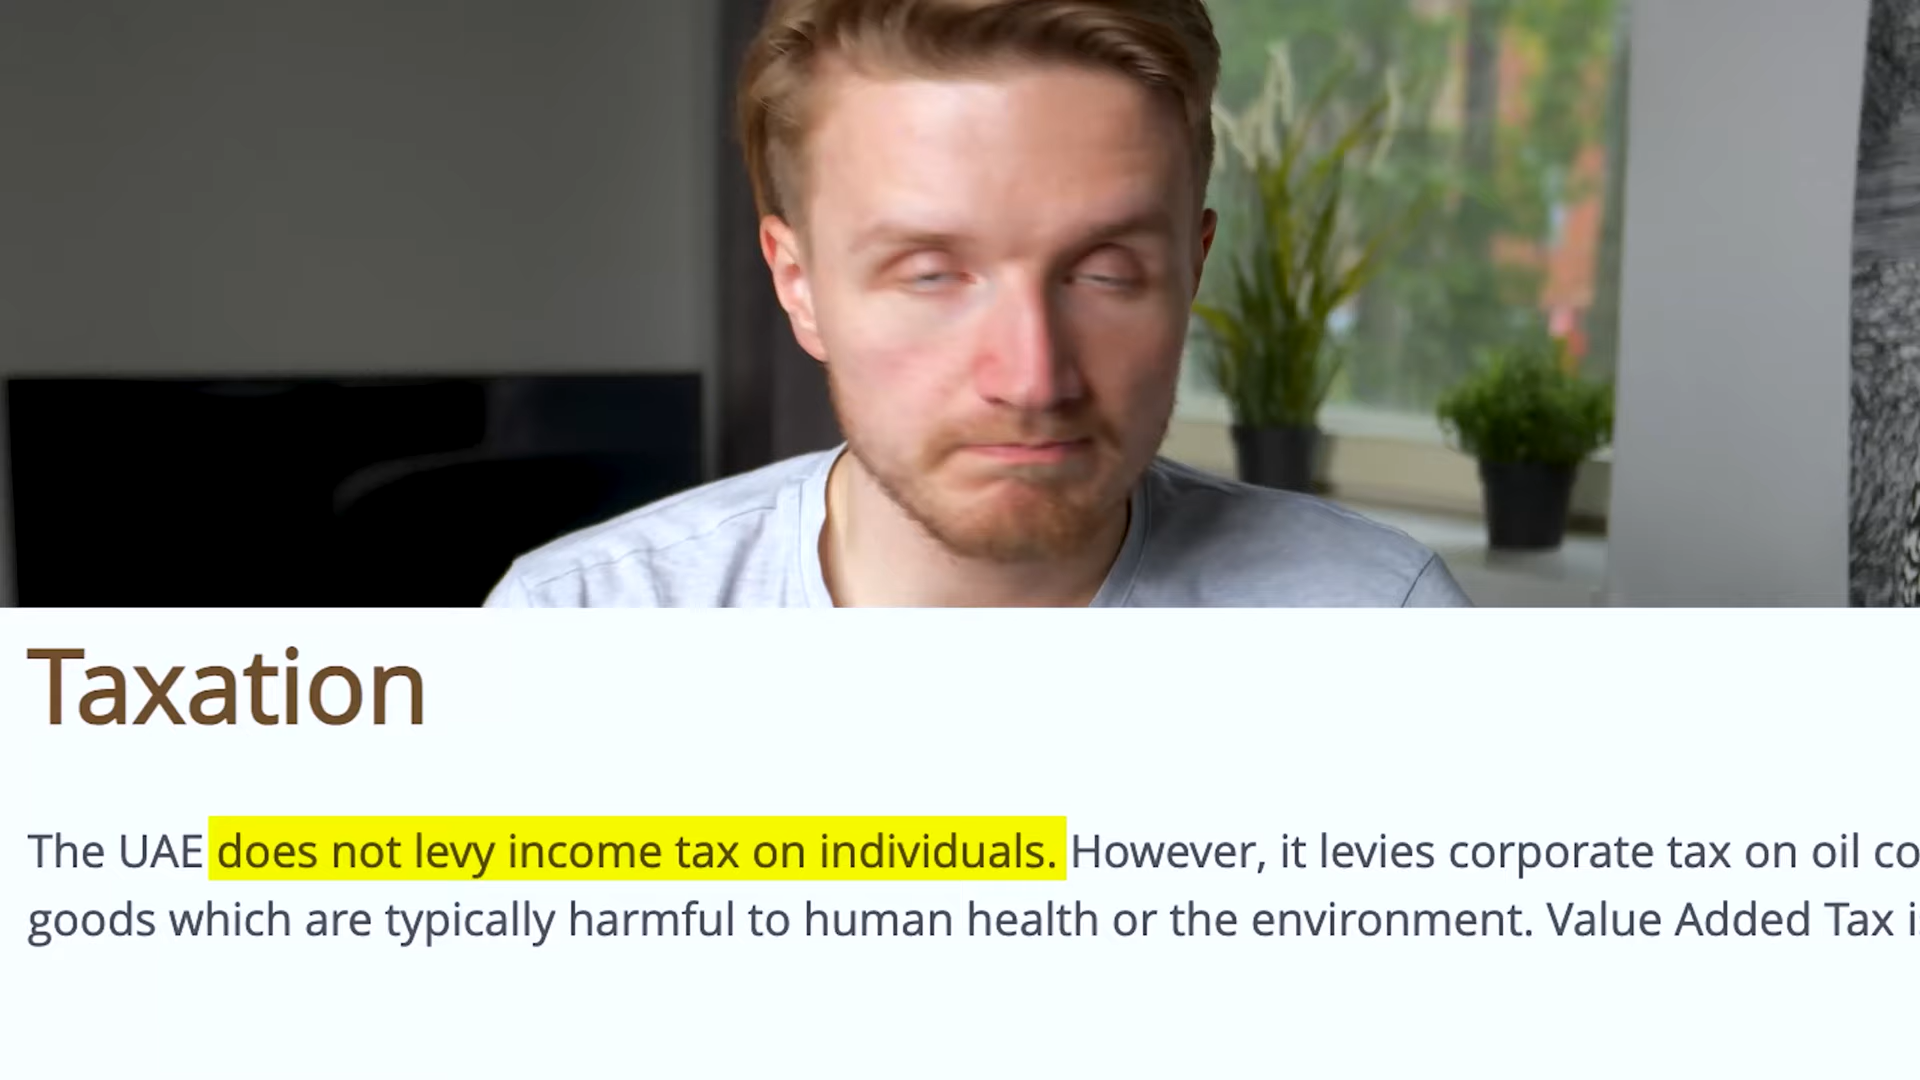 Taxation
The UAE does not levy income tax on individuals. However, it levies corporate tax on oil
goods which are typically harmful to human health or the environment. Value Added Tax